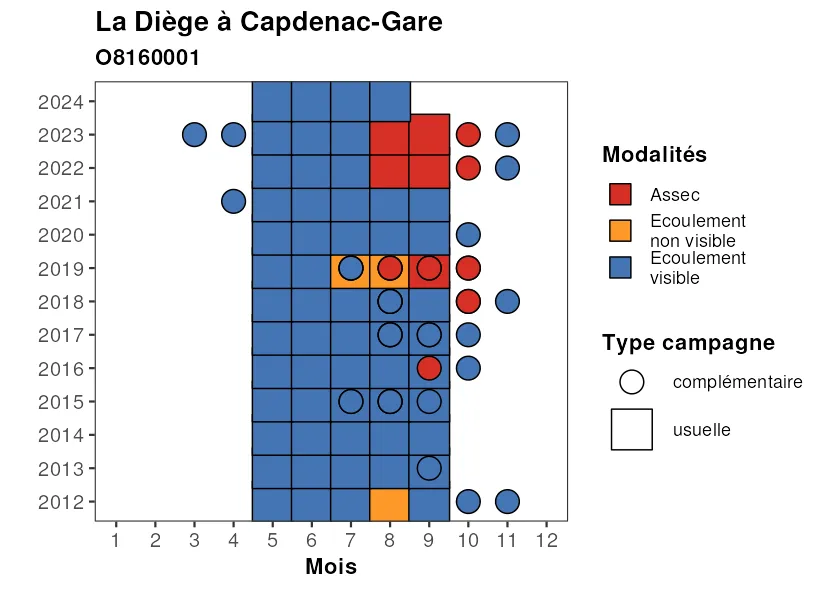 La Diège à Capdenac-Gare
O8160001
2024
2023
2022
2021
2020
2019
2018
2017
2016
2015
2014
2013
2012
1 2 3 4 5 6 7 8 9 10 11 12
Mois
Modalités
Assec
Ecoulement
non visible
Ecoulement
visible
Type campagne
complémentaire
usuelle